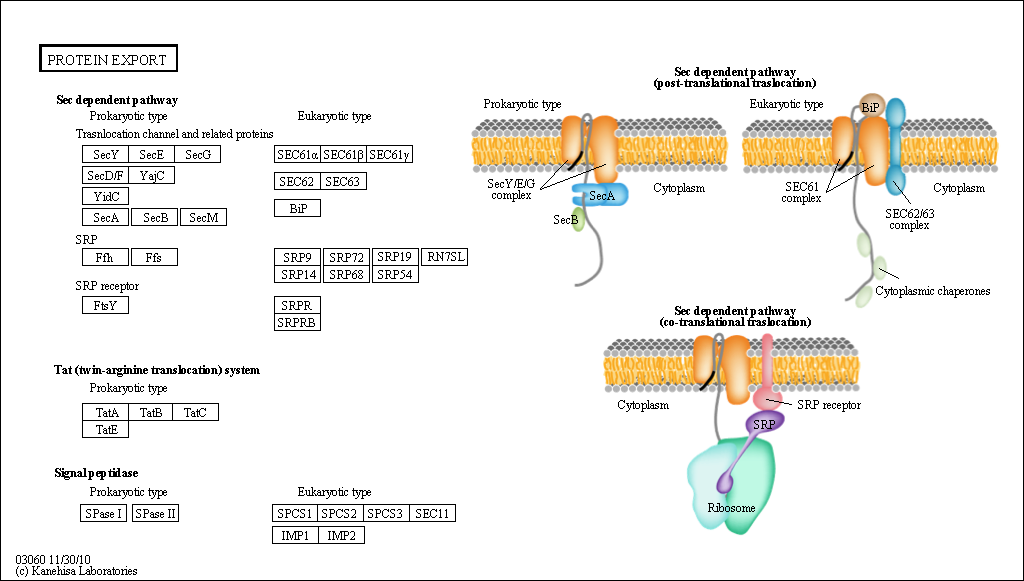 PROTEIN EXPORT
Sec dependent pathway
Prokaryotic type
Eukaryotic type
Trasnlocation channel and related proteins
SecY SecE SecG
SEC61α SEC61β SEC61γ
SecD/F YajC
SEC62 SEC63
YidC
BiP
SecA SecB SecM
SRP
Ffh Ffs
SRP9 SRP72 SRP19 RN7SL
SRP14 SRP68 SRP54
SRP receptor
FtsY
SRPR
SRPRB
Tat (twin-arginine translocation) system
Prokaryotic type
TatA TatB TatC
TatE
Signal peptidase
Prokaryotic type
Eukaryotic type
SPase I SPase II
SPCS1 SPCS2 SPCS3 SEC11
IMP1 IMP2
03060 11/30/10
(c) Kanehisa Laboratories
Sec dependent pathway
(post-translational traslocation)
Prokaryotic type
SecY/E/G
complex
SecA
SecB
Cytoplasm
Eukaryotic type
BiP
SEC61
complex
Cytoplasm
SEC62/63
complex
Cytoplasmic chaperones
Sec dependent pathway
(co-translational traslocation)
Cytoplasm
SRP receptor
SRP
Ribosome